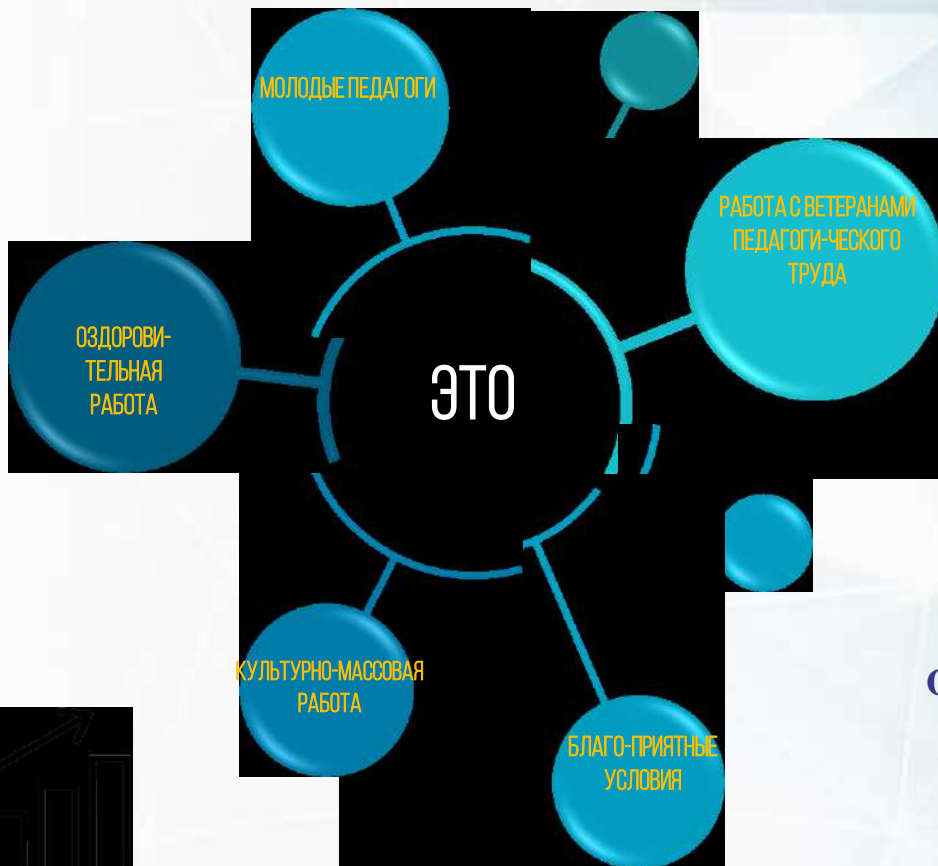 МОЛОДЫЕ ПЕДАГОГИ
РАБОТА С ВЕТЕРАНАМИ
ПЕДАГОГИ-ЧЕСКОГО
ТРУДА
ОЗДОРОВИ-
ТЕЛЬНАЯ
РАБОТА
ЭТО
КУЛЬТУРНО-МАССОВАЯ
РАБОТА
БЛАГО-ПРИЯТНЫЕ
УСЛОВИЯ